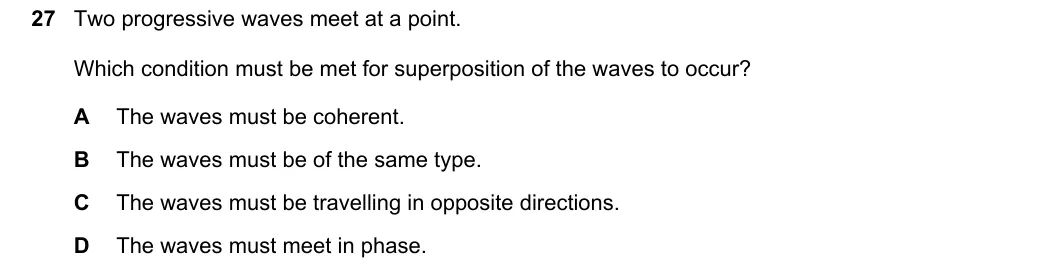 27 Two progressive waves meet at a point.
Which condition must be met for superposition of the waves to occur?
A The waves must be coherent.
B The waves must be of the same type.
C The waves must be travelling in opposite directions.
D The waves must meet in phase.